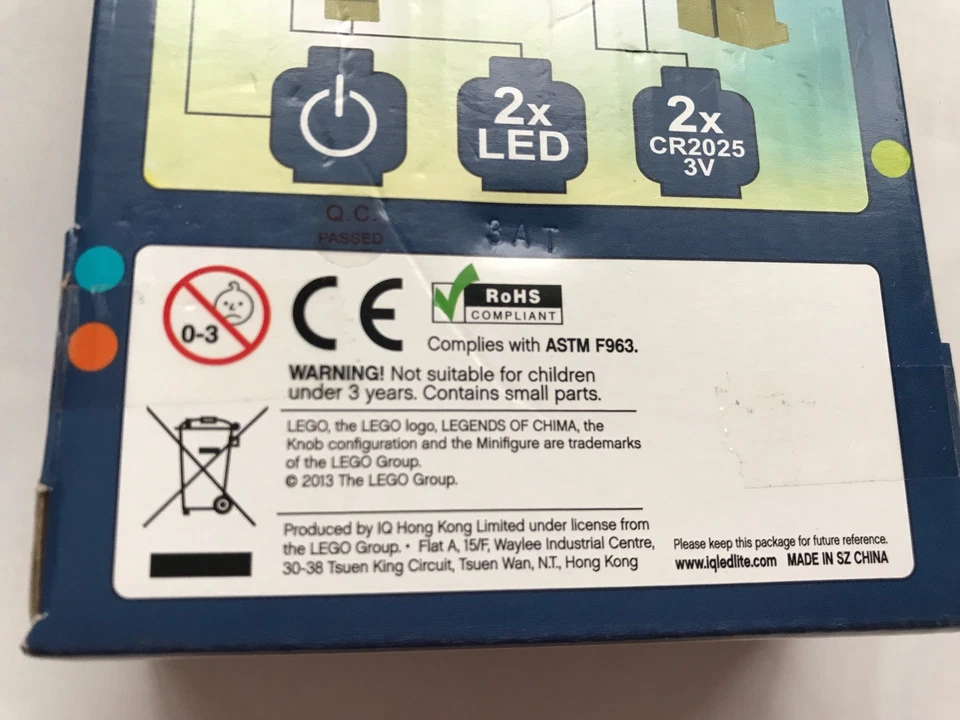 2x
LED
2x
CR2025
3V
Q.C.
PASSED
3AT
0-3
CE
RoHS
COMPLIANT
Complies with ASTM F963.
WARNING! Not suitable for children
under 3 years. Contains small parts.
LEGO, the LEGO logo, LEGENDS OF CHIMA, the
Knob configuration and the Minifigure are trademarks
of the LEGO Group.
© 2013 The LEGO Group.
Produced by IQ Hong Kong Limited under license from
the LEGO Group. • Flat A, 15/F, Waylee Industrial Centre,
30-38 Tsuen King Circuit, Tsuen Wan, N.T., Hong Kong
Please keep this package for future reference.
www.iqledlite.com MADE IN SZ CHINA